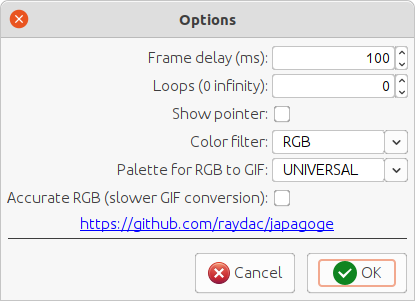 Options
Frame delay (ms): 100
Loops (0 infinity): 0
Show pointer:
Color filter: RGB
Palette for RGB to GIF: UNIVERSAL
Accurate RGB (slower GIF conversion):
https://github.com/raydac/japagoge
Cancel OK